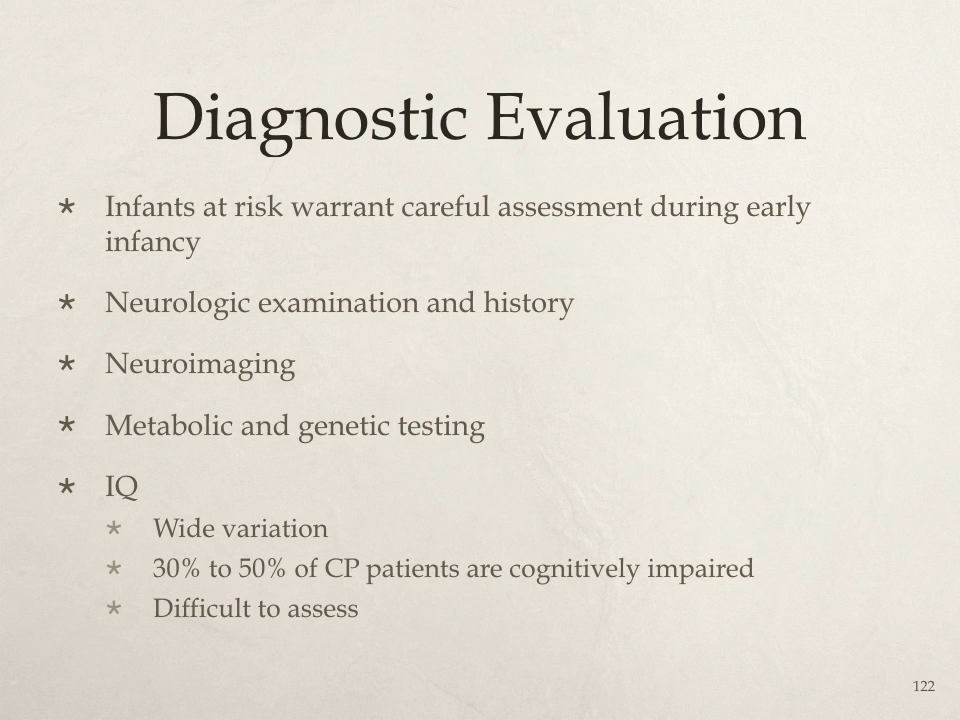 Diagnostic Evaluation
* Infants at risk warrant careful assessment during early
infancy
* Neurologic examination and history
* Neuroimaging
* Metabolic and genetic testing
* IQ
* Wide variation
* 30% to 50% of CP patients are cognitively impaired
* Difficult to assess
122